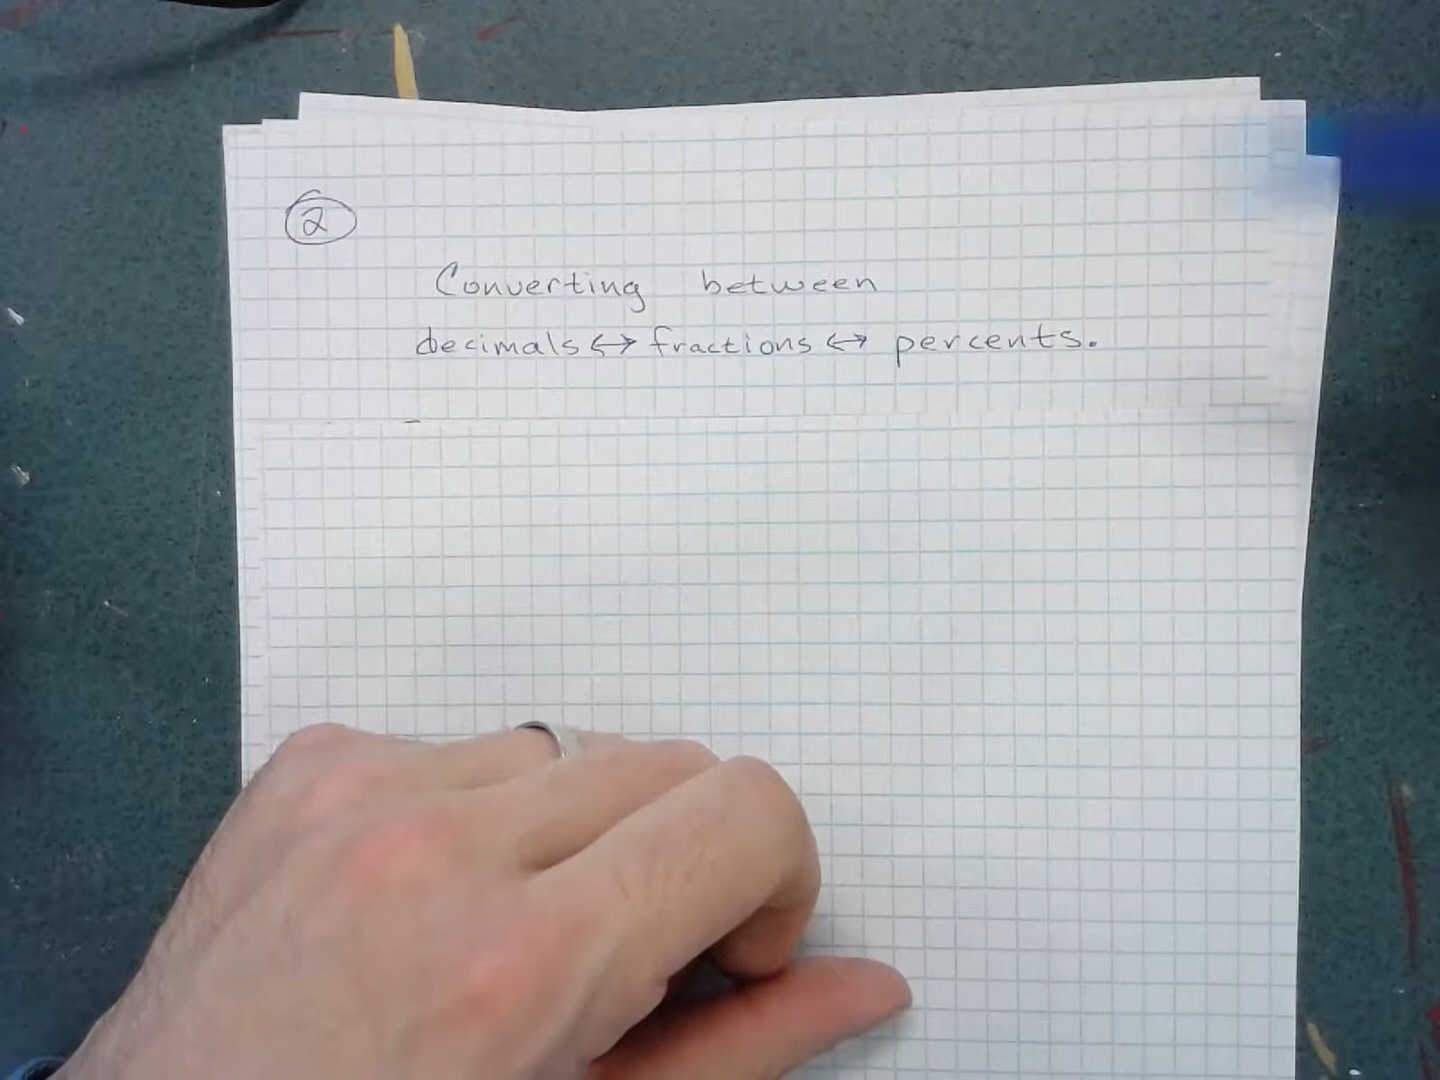 2
Converting between
decimals ↔ fractions ↔ percents.